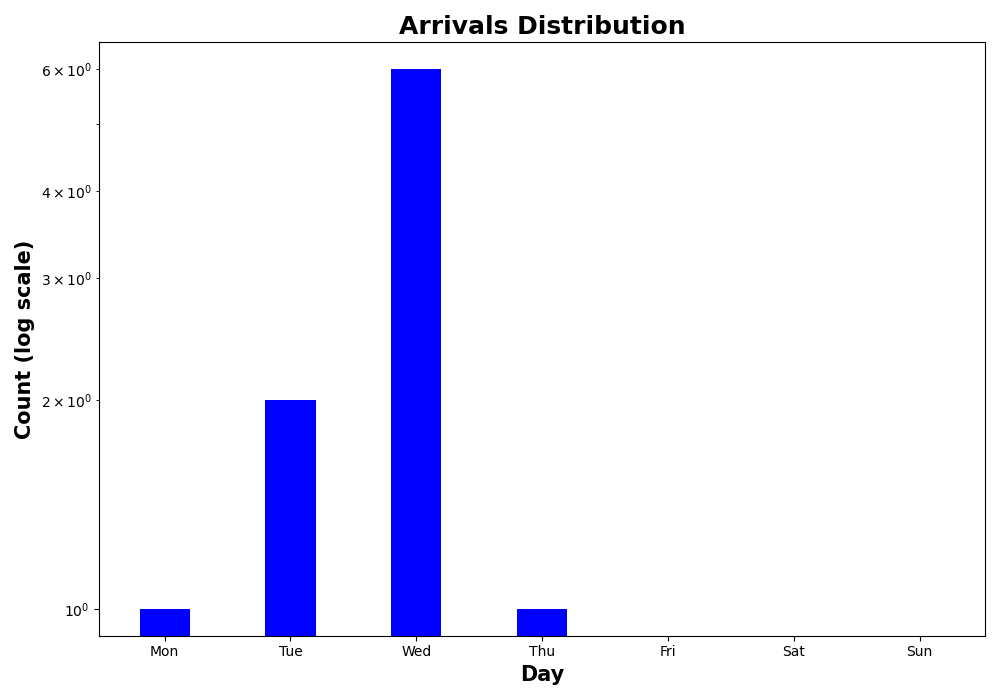 Arrivals Distribution
Count (log scale)
6 × 10⁰
4 × 10⁰
3 × 10⁰
2 × 10⁰
10⁰
Mon Tue Wed Thu Fri Sat Sun
Day